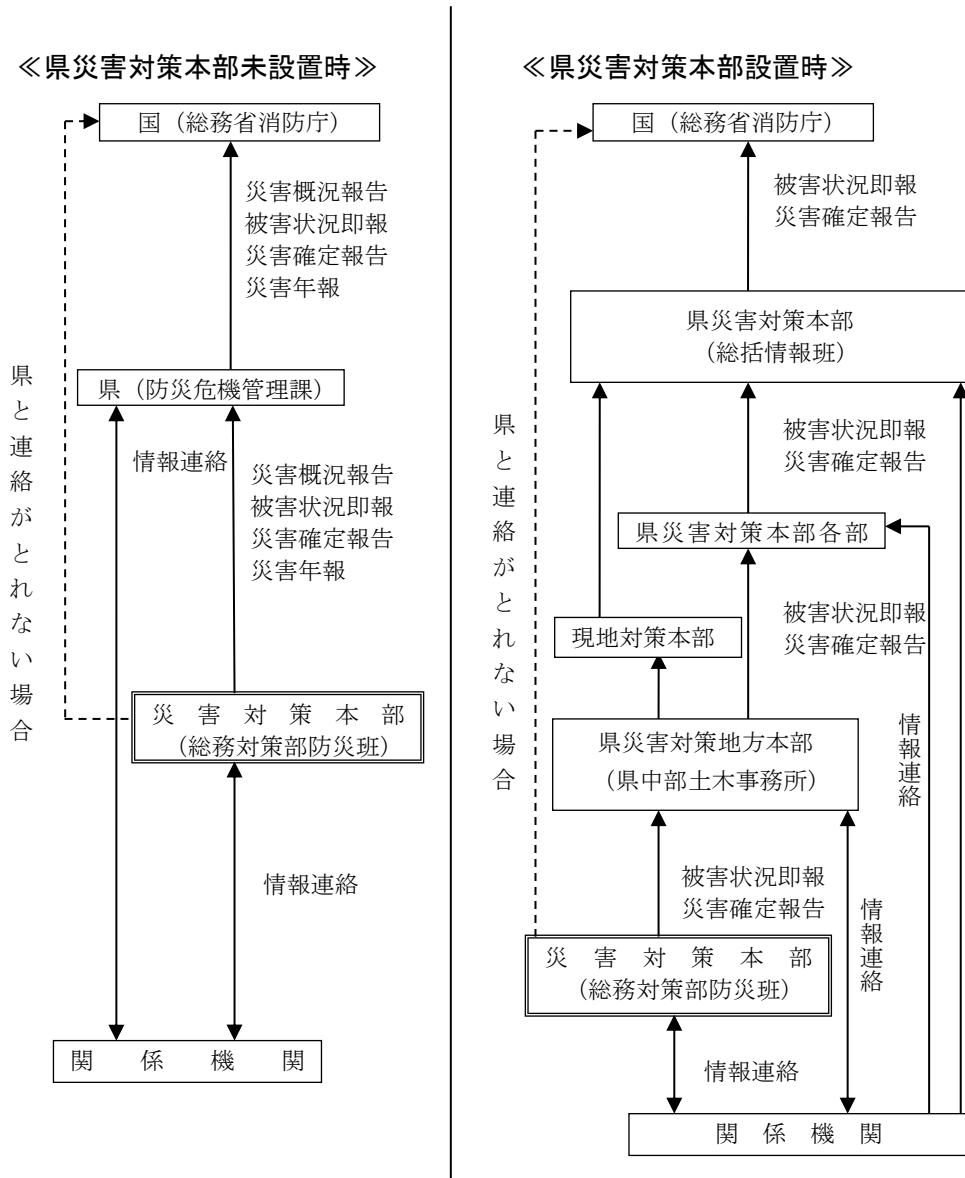 ≪県災害対策本部未設置時≫
国（総務省消防庁）
災害概況報告
被害状況即報
災害確定報告
災害年報
県と連絡がとれない場合
県（防災危機管理課）
情報連絡
災害概況報告
被害状況即報
災害確定報告
災害年報
災害対策本部
（総務対策部防災班）
情報連絡
関係機関
≪県災害対策本部設置時≫
国（総務省消防庁）
被害状況即報
災害確定報告
県災害対策本部
（総括情報班）
県と連絡がとれない場合
被害状況即報
災害確定報告
県災害対策本部各部
被害状況即報
災害確定報告
現地対策本部
県災害対策地方本部
（県中部土木事務所）
情報連絡
被害状況即報
災害確定報告
情報連絡
災害対策本部
（総務対策部防災班）
情報連絡
関係機関